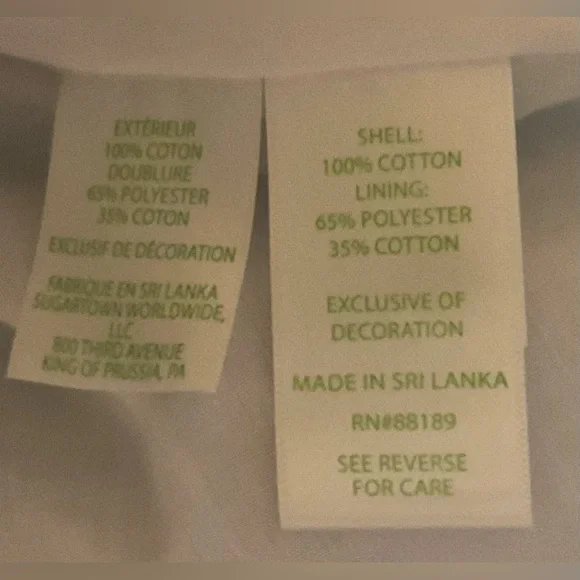 EXTÉRIEUR
100% COTON
DOUBLURE
65% POLYESTER
35% COTON
EXCLUSIF DE DÉCORATION
FABRIQUE EN SRI LANKA
SUGARTOWN WORLDWIDE,
LLC
800 THIRD AVENUE
KING OF PRUSSIA, PA
SHELL:
100% COTTON
LINING:
65% POLYESTER
35% COTTON
EXCLUSIVE OF
DECORATION
MADE IN SRI LANKA
RN#88189
SEE REVERSE
FOR CARE